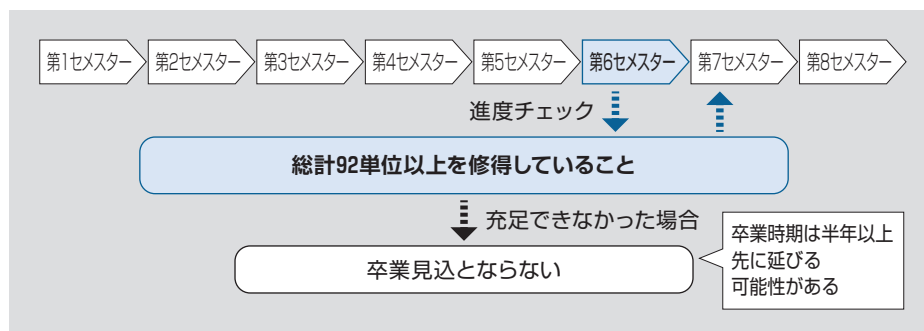 第1セメスター 第2セメスター 第3セメスター 第4セメスター 第5セメスター 第6セメスター 第7セメスター 第8セメスター
進度チェック
総計92単位以上を修得していること
充足できなかった場合
卒業見込とならない
卒業時期は半年以上
先に延びる
可能性がある